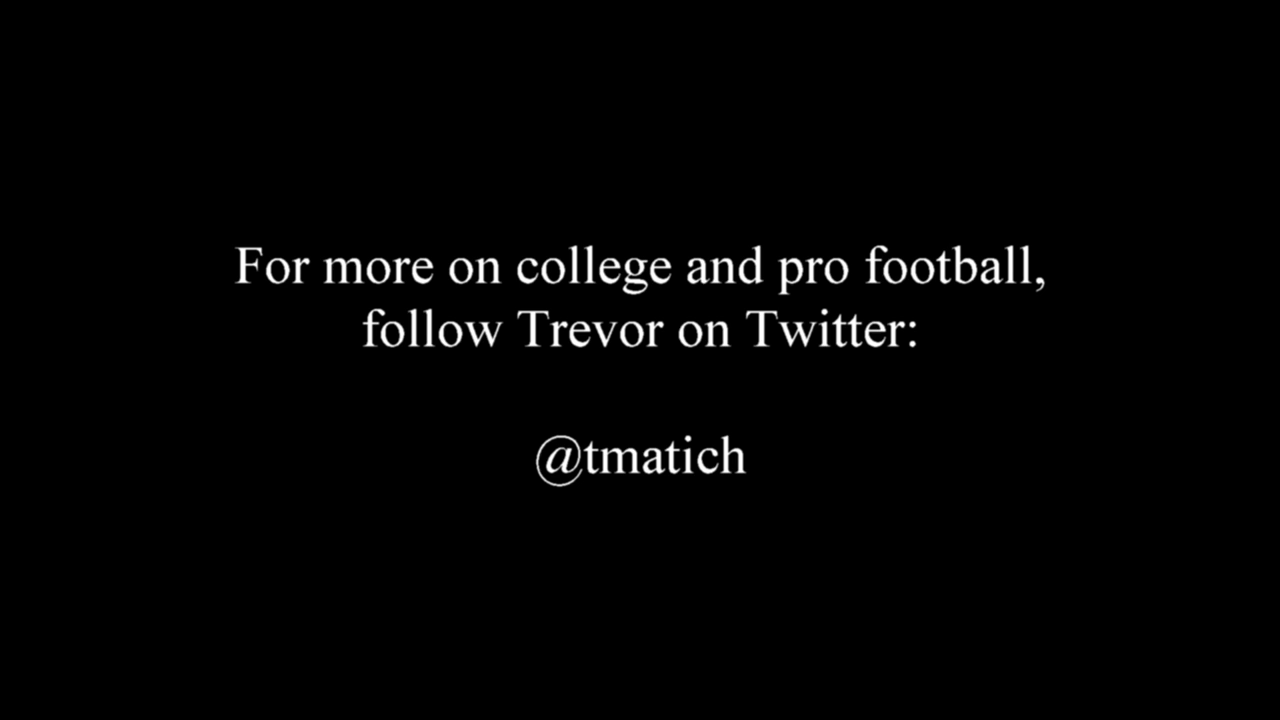 For more on college and pro football,
follow Trevor on Twitter:
@tmatich